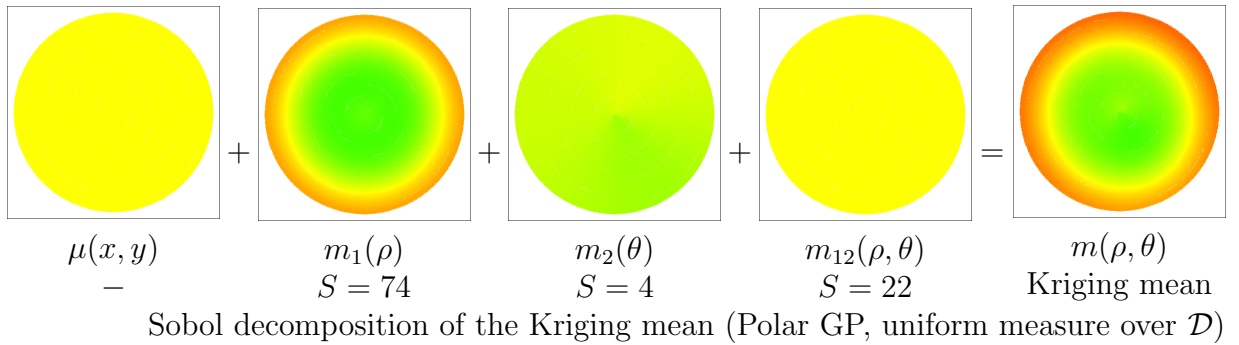 + + + =
μ(x, y) m₁(ρ) m₂(θ) m₁₂(ρ, θ) m(ρ, θ)
− S = 74 S = 4 S = 22 Kriging mean
Sobol decomposition of the Kriging mean (Polar GP, uniform measure over 𝒟)